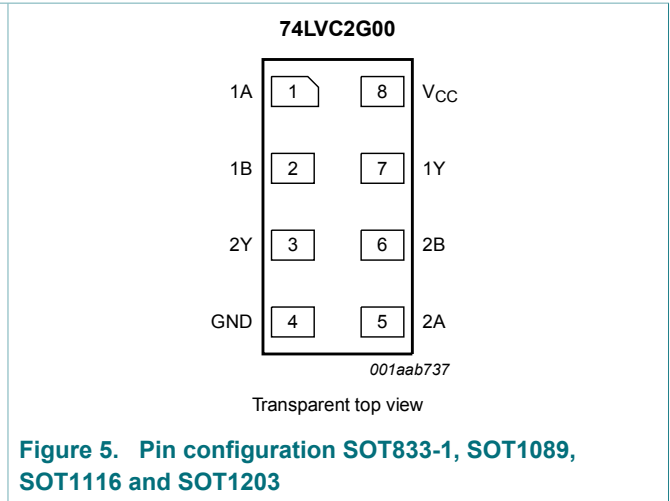 74LVC2G00
1A 1 8 VCC
1B 2 7 1Y
2Y 3 6 2B
GND 4 5 2A
001aab737
Transparent top view
Figure 5. Pin configuration SOT833-1, SOT1089,
SOT1116 and SOT1203